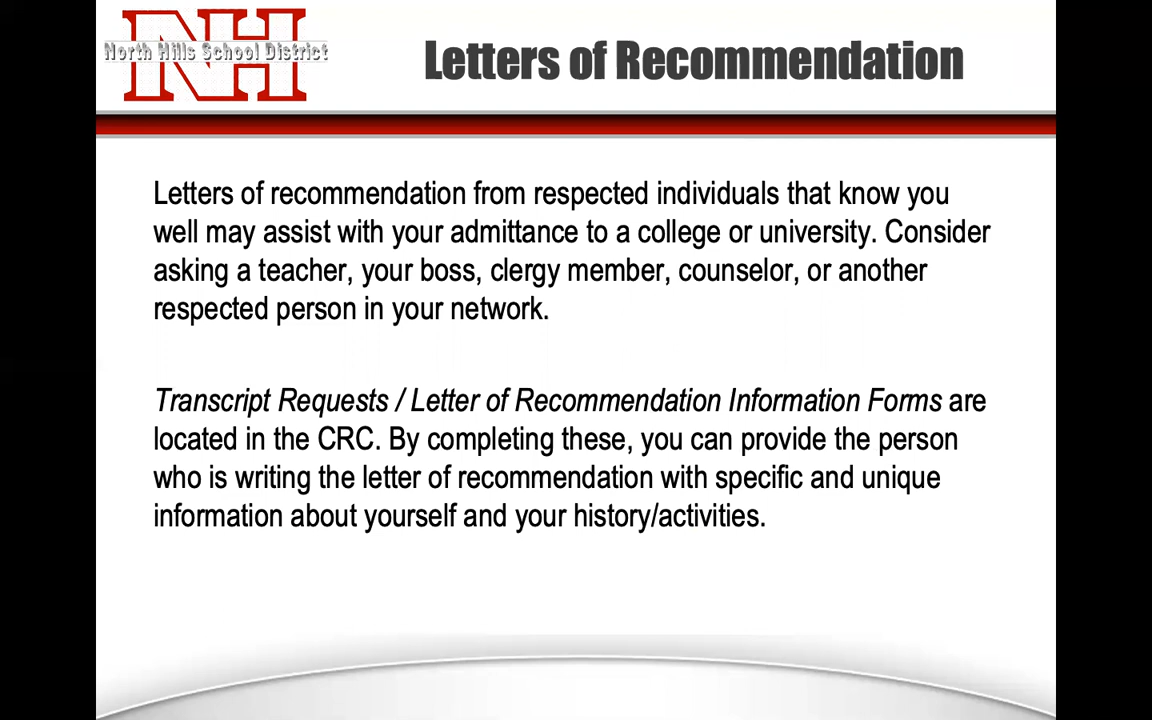 NH
North Hills School District
Letters of Recommendation
Letters of recommendation from respected individuals that know you
well may assist with your admittance to a college or university. Consider
asking a teacher, your boss, clergy member, counselor, or another
respected person in your network.
Transcript Requests / Letter of Recommendation Information Forms are
located in the CRC. By completing these, you can provide the person
who is writing the letter of recommendation with specific and unique
information about yourself and your history/activities.